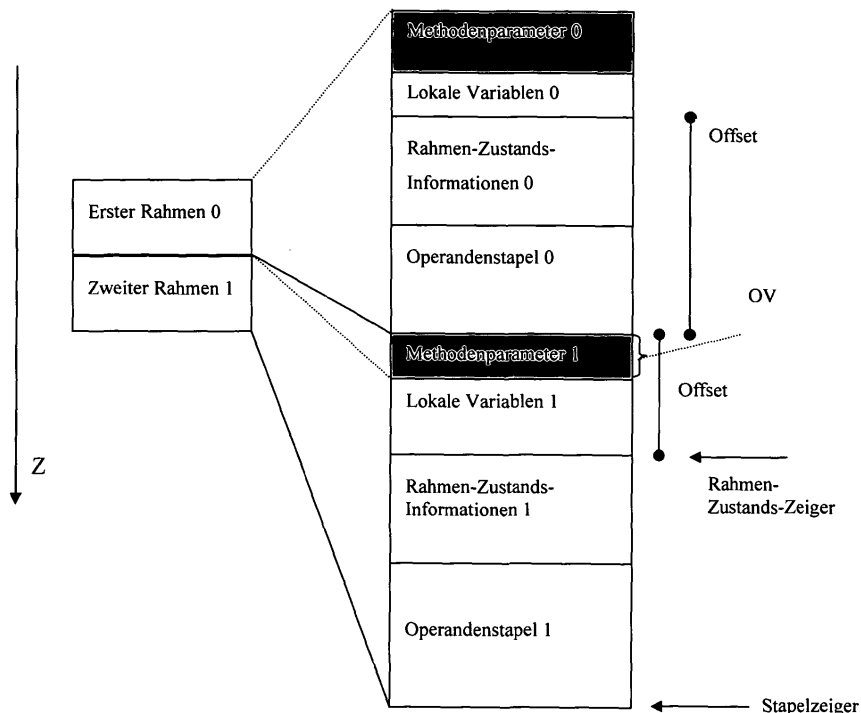 Methodenparameter 0
Lokale Variablen 0
Offset
Rahmen-Zustands-
Informationen 0
Erster Rahmen 0
Operandenstapel 0
Zweiter Rahmen 1
OV
Methodenparameter 1
Offset
Lokale Variablen 1
Z
Rahmen-
Zustands-Zeiger
Rahmen-Zustands-
Informationen 1
Operandenstapel 1
Stapelzeiger